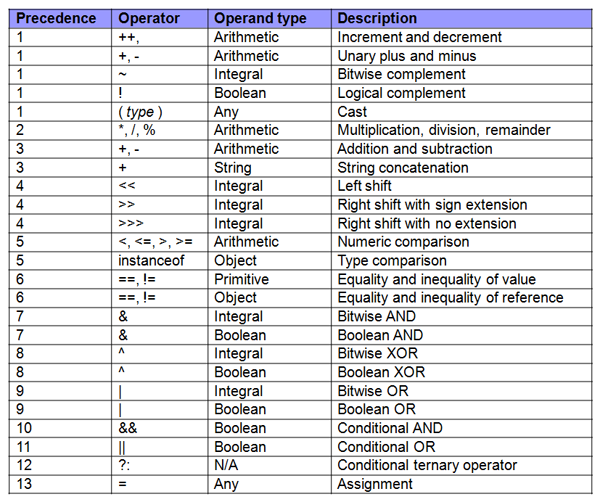 Precedence Operator Operand type Description
1 ++, Arithmetic Increment and decrement
1 +, - Arithmetic Unary plus and minus
1 ~ Integral Bitwise complement
1 ! Boolean Logical complement
1 ( type ) Any Cast
2 *, /, % Arithmetic Multiplication, division, remainder
3 +, - Arithmetic Addition and subtraction
3 + String String concatenation
4 << Integral Left shift
4 >> Integral Right shift with sign extension
4 >>> Integral Right shift with no extension
5 <, <=, >, >= Arithmetic Numeric comparison
5 instanceof Object Type comparison
6 ==, != Primitive Equality and inequality of value
6 ==, != Object Equality and inequality of reference
7 & Integral Bitwise AND
7 & Boolean Boolean AND
8 ^ Integral Bitwise XOR
8 ^ Boolean Boolean XOR
9 | Integral Bitwise OR
9 | Boolean Boolean OR
10 && Boolean Conditional AND
11 || Boolean Conditional OR
12 ?: N/A Conditional ternary operator
13 = Any Assignment